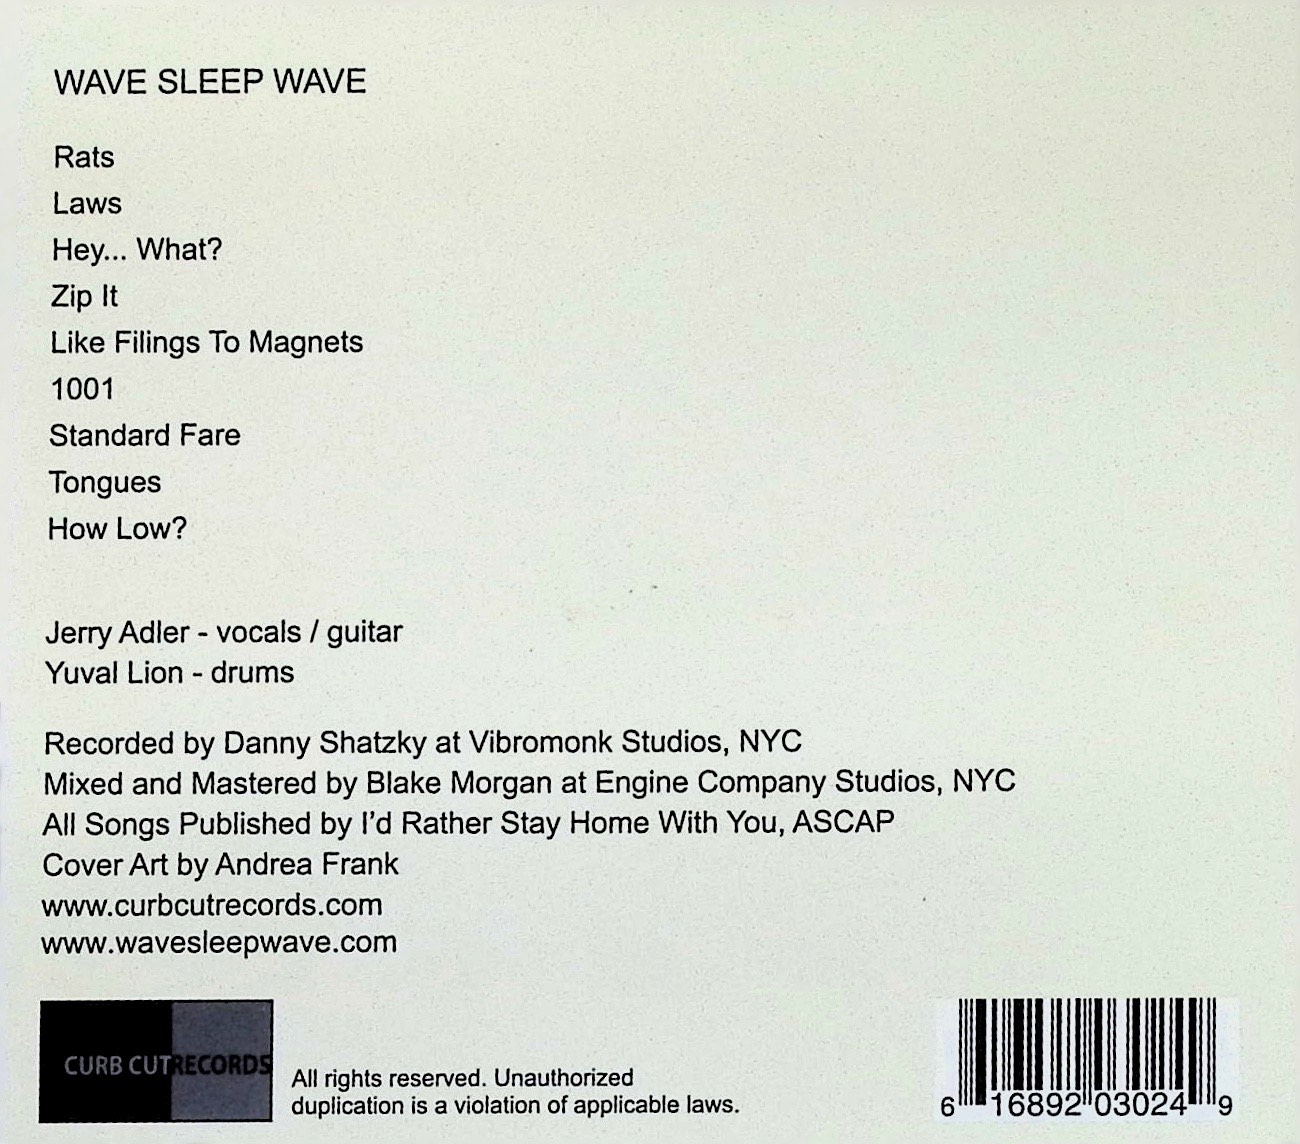 WAVE SLEEP WAVE
Rats
Laws
Hey... What?
Zip It
Like Filings To Magnets
1001
Standard Fare
Tongues
How Low?
Jerry Adler - vocals / guitar
Yuval Lion - drums
Recorded by Danny Shatzky at Vibromonk Studios, NYC
Mixed and Mastered by Blake Morgan at Engine Company Studios, NYC
All Songs Published by I'd Rather Stay Home With You, ASCAP
Cover Art by Andrea Frank
www.curbcutrecords.com
www.wavesleepwave.com
CURB CUT RECORDS
All rights reserved. Unauthorized
duplication is a violation of applicable laws.
6 16892 03024 9